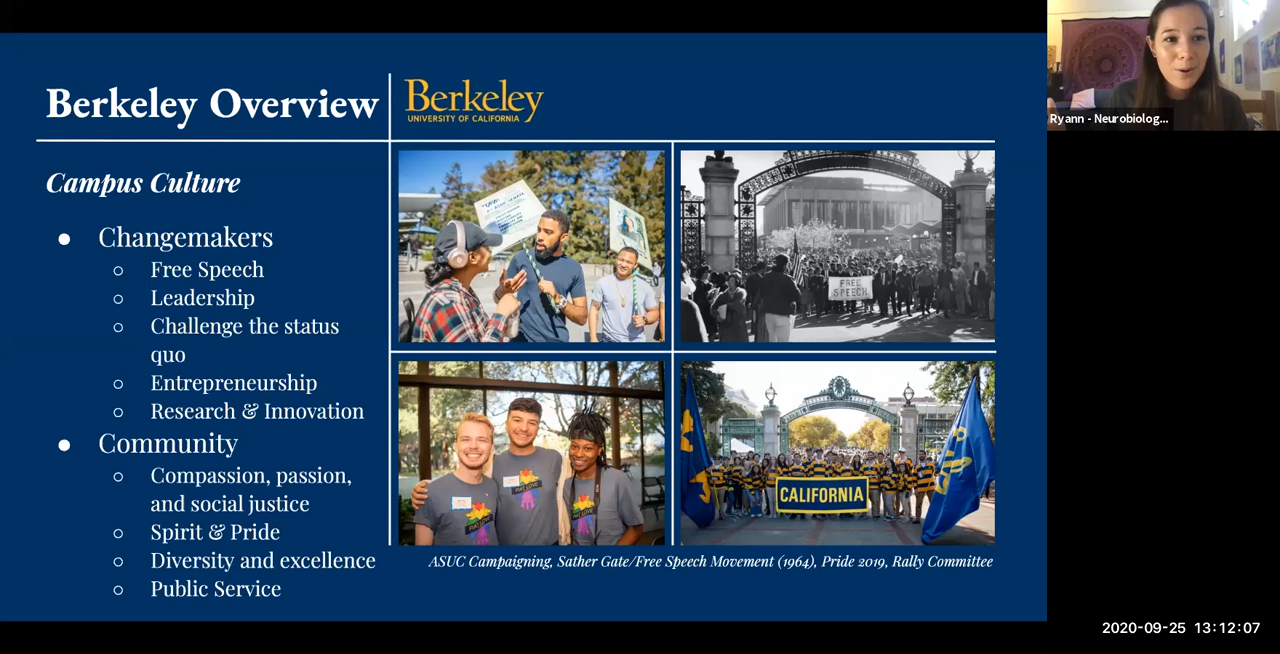 Berkeley Overview
Berkeley
UNIVERSITY OF CALIFORNIA
Campus Culture
● Changemakers
○ Free Speech
○ Leadership
○ Challenge the status
quo
○ Entrepreneurship
○ Research & Innovation
● Community
○ Compassion, passion,
and social justice
○ Spirit & Pride
○ Diversity and excellence
○ Public Service
FREE
SPEECH
CALIFORNIA
ASUC Campaigning, Sather Gate/Free Speech Movement (1964), Pride 2019, Rally Committee
Ryann - Neurobiolog...
2020-09-25 13:12:07